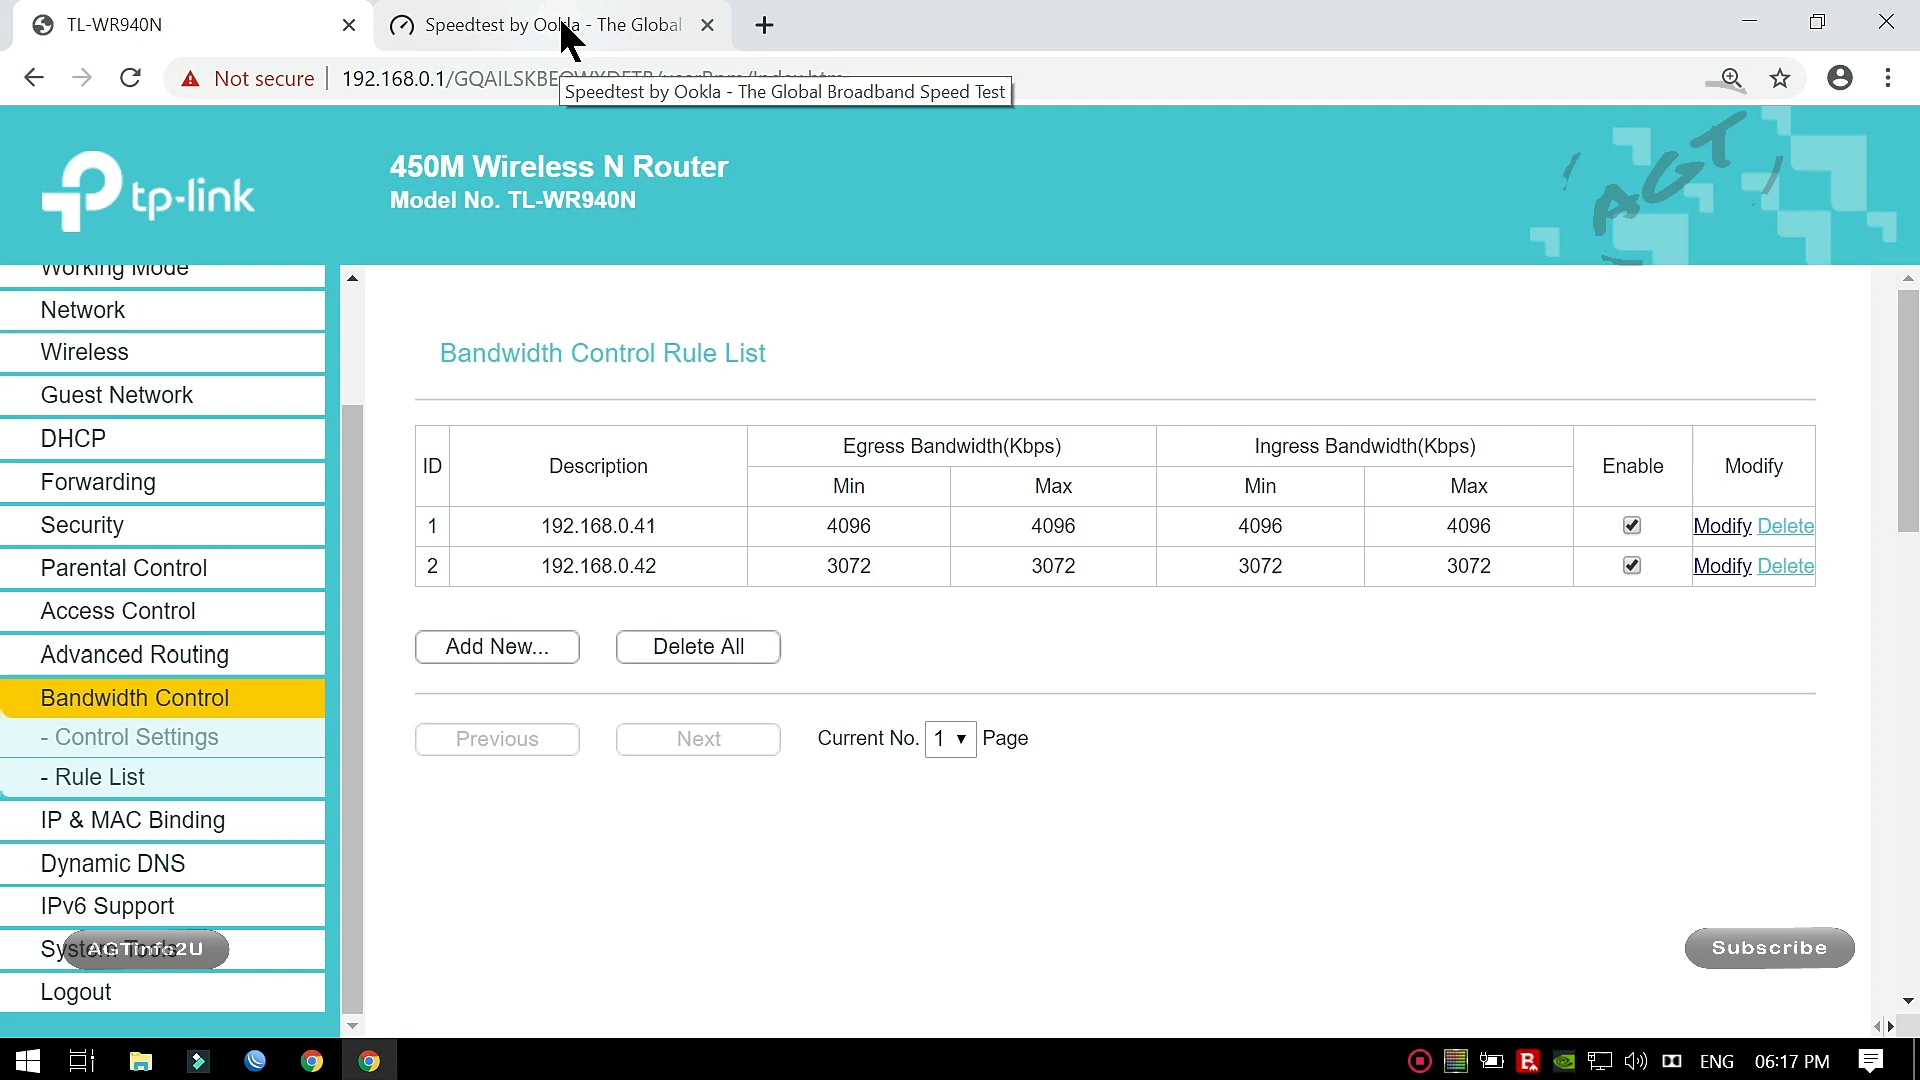 TL-WR940N
Speedtest by Ookla - The Global
Not secure
192.168.0.1/GQAILSKBE
Speedtest by Ookla - The Global Broadband Speed Test
tp-link
450M Wireless N Router
Model No. TL-WR940N
AGT
Working Mode
Network
Wireless
Guest Network
DHCP
Forwarding
Security
Parental Control
Access Control
Advanced Routing
Bandwidth Control
- Control Settings
- Rule List
IP & MAC Binding
Dynamic DNS
IPv6 Support
System Tools
AGTinfo2U
Logout
Bandwidth Control Rule List
ID Description Egress Bandwidth(Kbps) Ingress Bandwidth(Kbps) Enable Modify
Min Max Min Max
1 192.168.0.41 4096 4096 4096 4096 Modify Delete
2 192.168.0.42 3072 3072 3072 3072 Modify Delete
Add New... Delete All
Previous Next Current No. 1 Page
Subscribe
ENG 06:17 PM